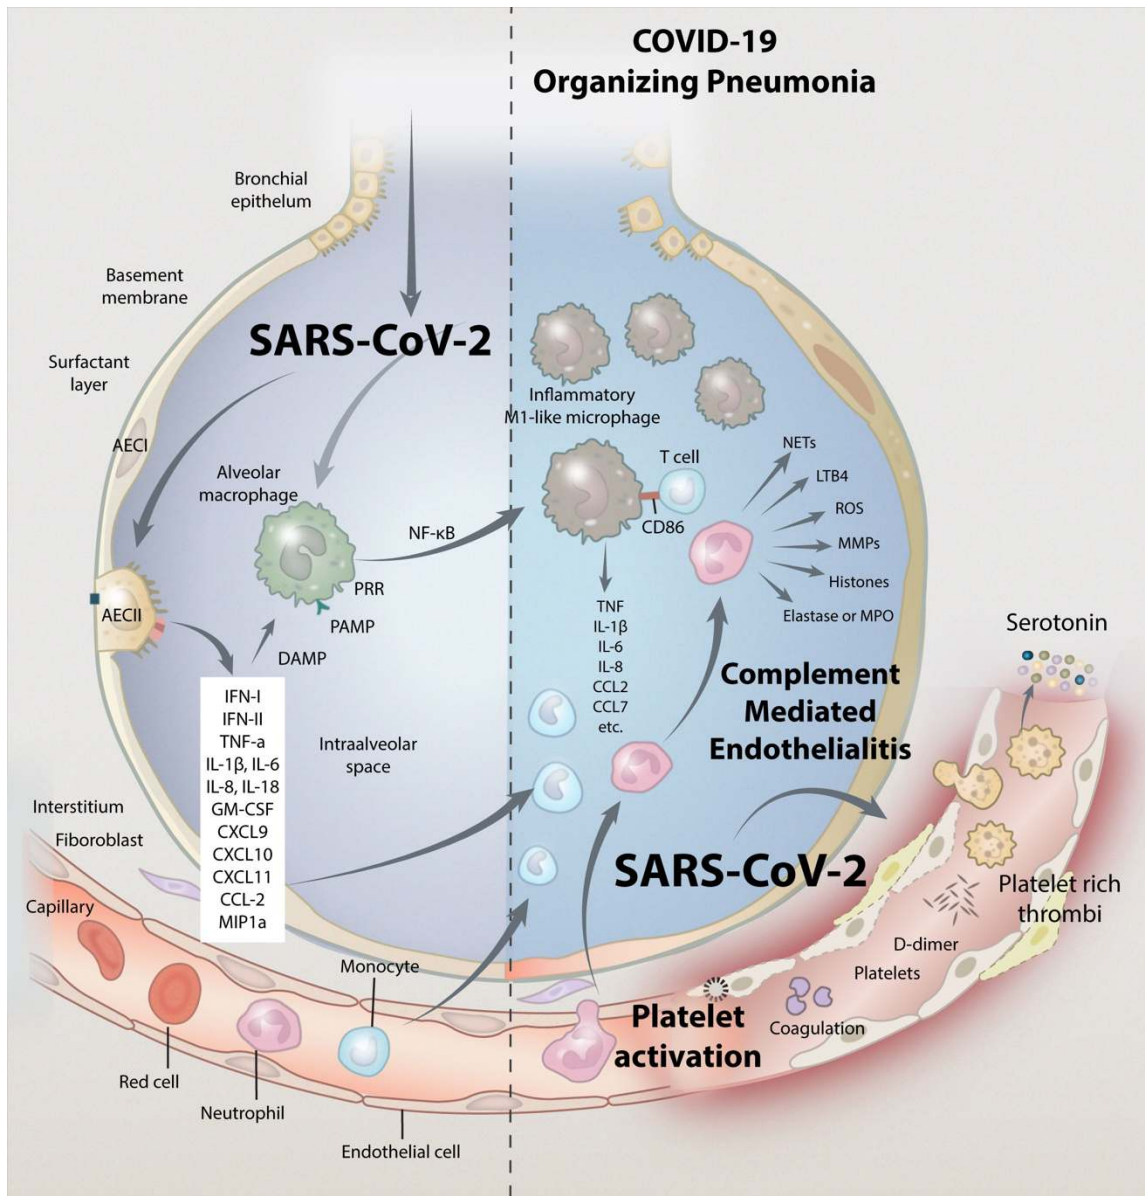 COVID-19
Organizing Pneumonia
Bronchial
epithelum
Basement
membrane
SARS-CoV-2
Surfactant
layer
AECI
Alveolar
macrophage
NF-κB
PRR
PAMP
AECII
DAMP
IFN-I
IFN-II
TNF-a
IL-1β, IL-6
IL-8, IL-18
GM-CSF
CXCL9
CXCL10
CXCL11
CCL-2
MIP1a
Intraalveolar
space
Interstitium
Fiboroblast
Capillary
Monocyte
Red cell
Neutrophil
Endothelial cell
Inflammatory
M1-like microphage
T cell
CD86
NETs
LTB4
ROS
MMPs
Histones
Elastase or MPO
TNF
IL-1β
IL-6
IL-8
CCL2
CCL7
etc.
Complement
Mediated
Endothelialitis
SARS-CoV-2
Serotonin
Platelet rich
thrombi
D-dimer
Platelets
Coagulation
Platelet
activation